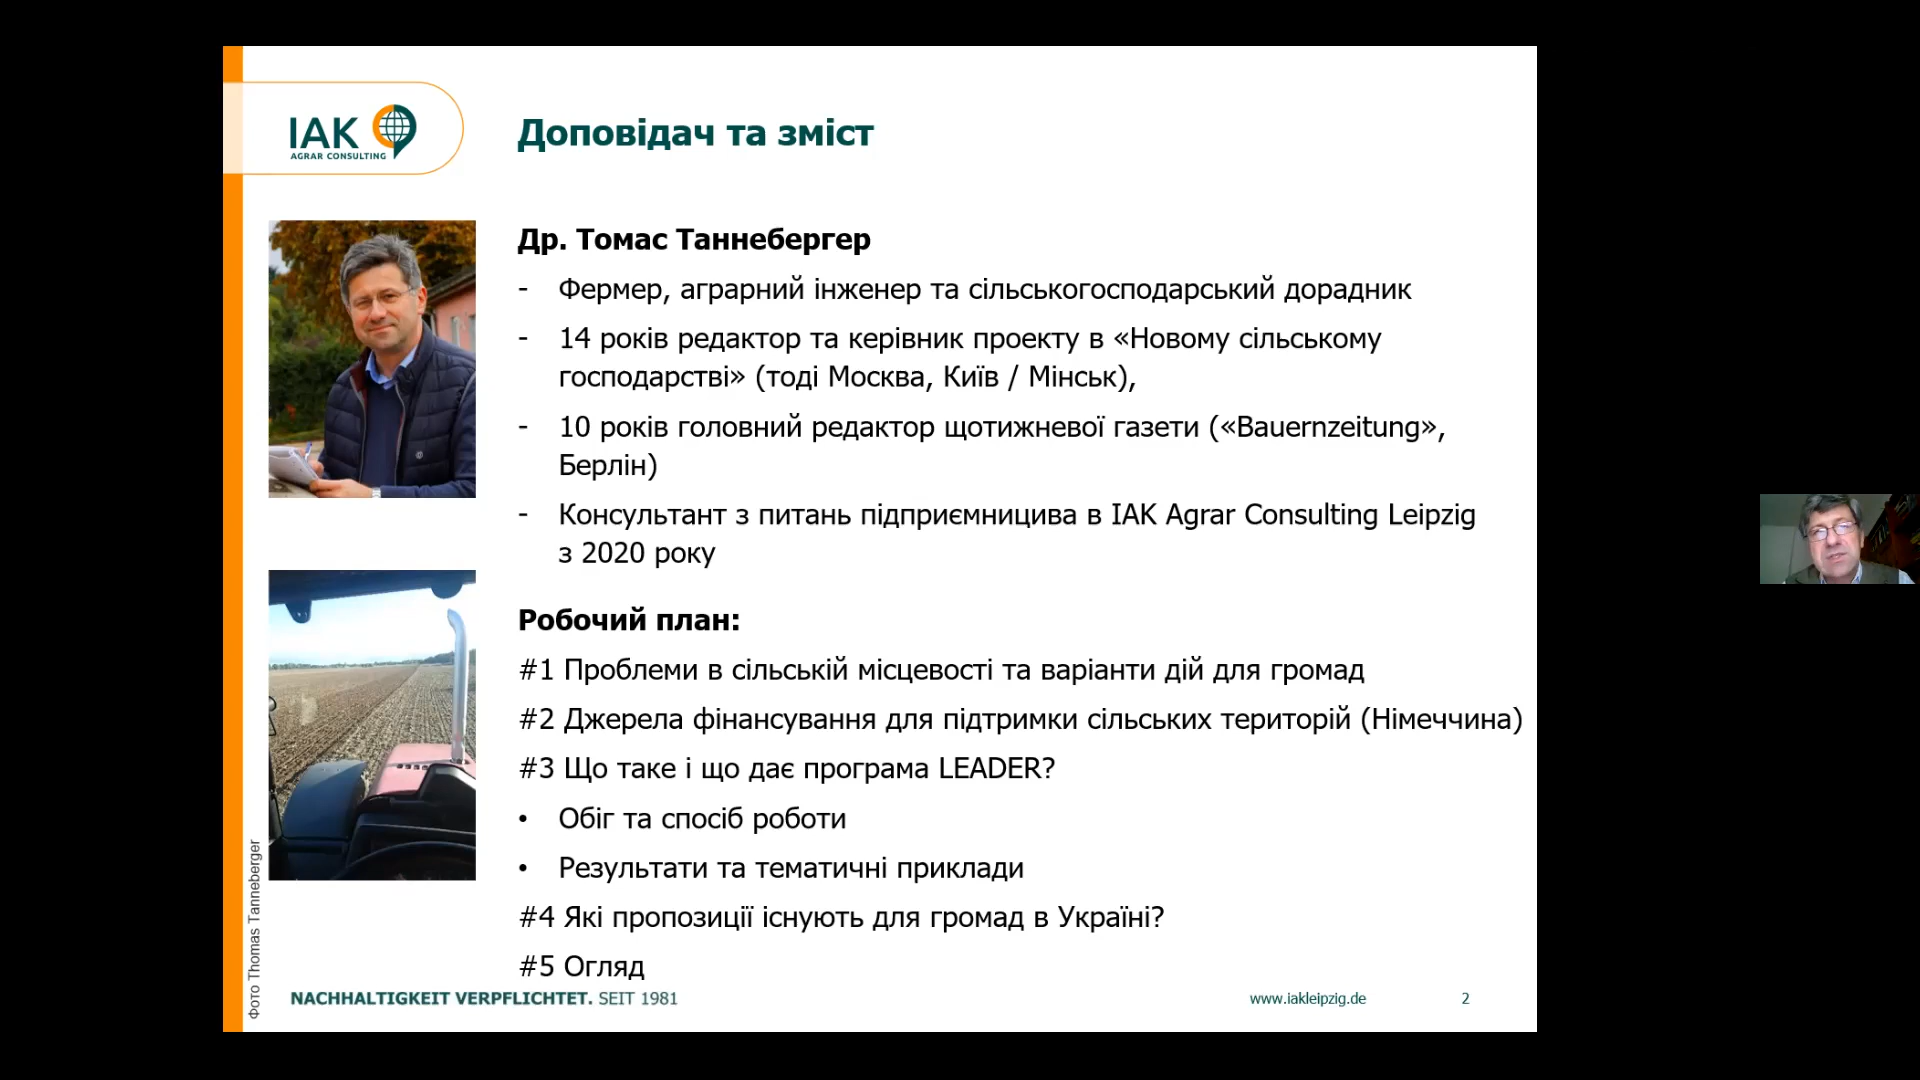 IAK
AGRAR CONSULTING
Доповідач та зміст
Др. Томас Таннебергер
- Фермер, аграрний інженер та сільськогосподарський дорадник
- 14 років редактор та керівник проекту в «Новому сільському
господарстві» (тоді Москва, Київ / Мінськ),
- 10 років головний редактор щотижневої газети («Bauernzeitung»,
Берлін)
- Консультант з питань підприємницива в IAK Agrar Consulting Leipzig
з 2020 року
Робочий план:
#1 Проблеми в сільській місцевості та варіанти дій для громад
#2 Джерела фінансування для підтримки сільських територій (Німеччина)
#3 Що таке і що дає програма LEADER?
• Обіг та спосіб роботи
• Результати та тематичні приклади
#4 Які пропозиції існують для громад в Україні?
#5 Огляд
Фото Thomas Tanneberger
NACHHALTIGKEIT VERPFLICHTET. SEIT 1981
www.iakleipzig.de
2